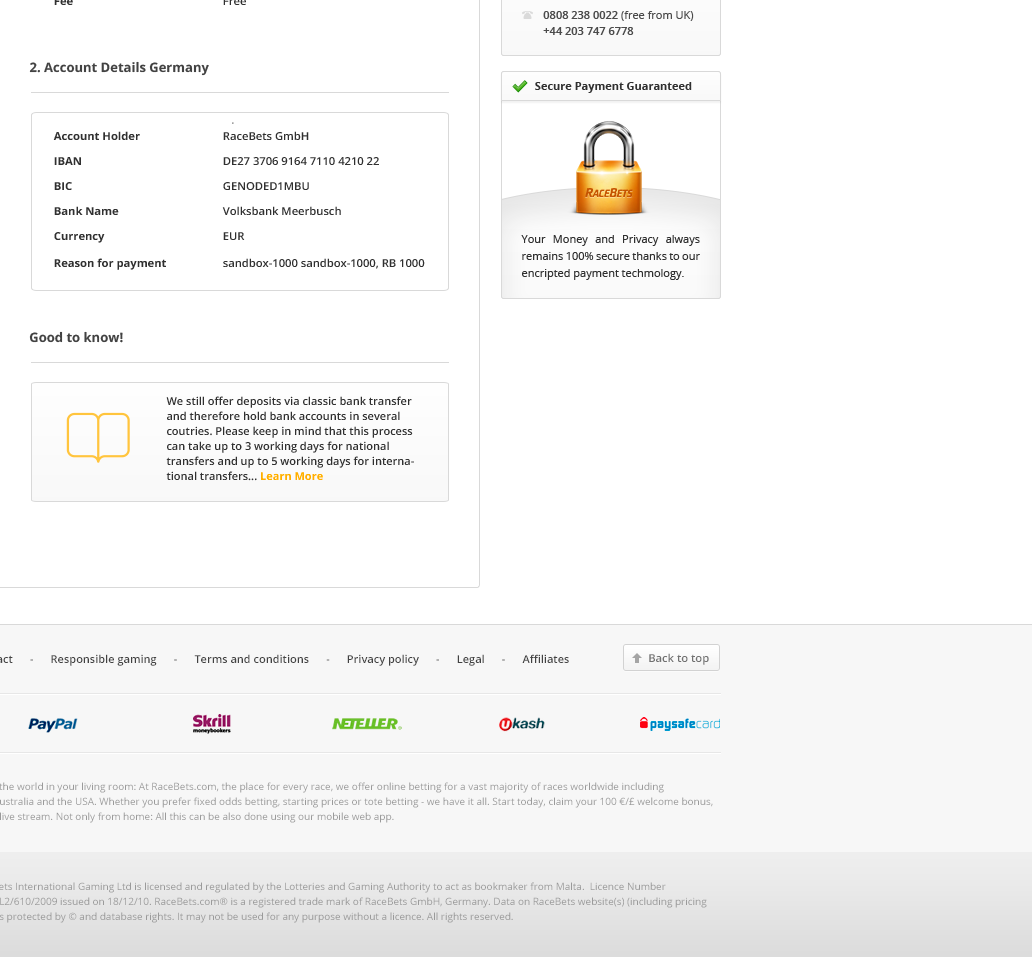 Fee Free
0808 238 0022 (free from UK)
+44 203 747 6778
2. Account Details Germany
Account Holder RaceBets GmbH
IBAN DE27 3706 9164 7110 4210 22
BIC GENODED1MBU
Bank Name Volksbank Meerbusch
Currency EUR
Reason for payment sandbox-1000 sandbox-1000, RB 1000
Secure Payment Guaranteed
RACEBETS
Your Money and Privacy always
remains 100% secure thanks to our
encripted payment techmology.
Good to know!
We still offer deposits via classic bank transfer
and therefore hold bank accounts in several
coutries. Please keep in mind that this process
can take up to 3 working days for national
transfers and up to 5 working days for interna-
tional transfers... Learn More
act - Responsible gaming - Terms and conditions - Privacy policy - Legal - Affiliates
Back to top
PayPal Skrill moneybookers NETELLER® Ukash paysafecard
the world in your living room: At RaceBets.com, the place for every race, we offer online betting for a vast majority of races worldwide including
ustralia and the USA. Whether you prefer fixed odds betting, starting prices or tote betting - we have it all. Start today, claim your 100 €/£ welcome bonus,
live stream. Not only from home: All this can be also done using our mobile web app.
ets International Gaming Ltd is licensed and regulated by the Lotteries and Gaming Authority to act as bookmaker from Malta. Licence Number
L2/610/2009 issued on 18/12/10. RaceBets.com® is a registered trade mark of RaceBets GmbH, Germany. Data on RaceBets website(s) (including pricing
s protected by © and database rights. It may not be used for any purpose without a licence. All rights reserved.